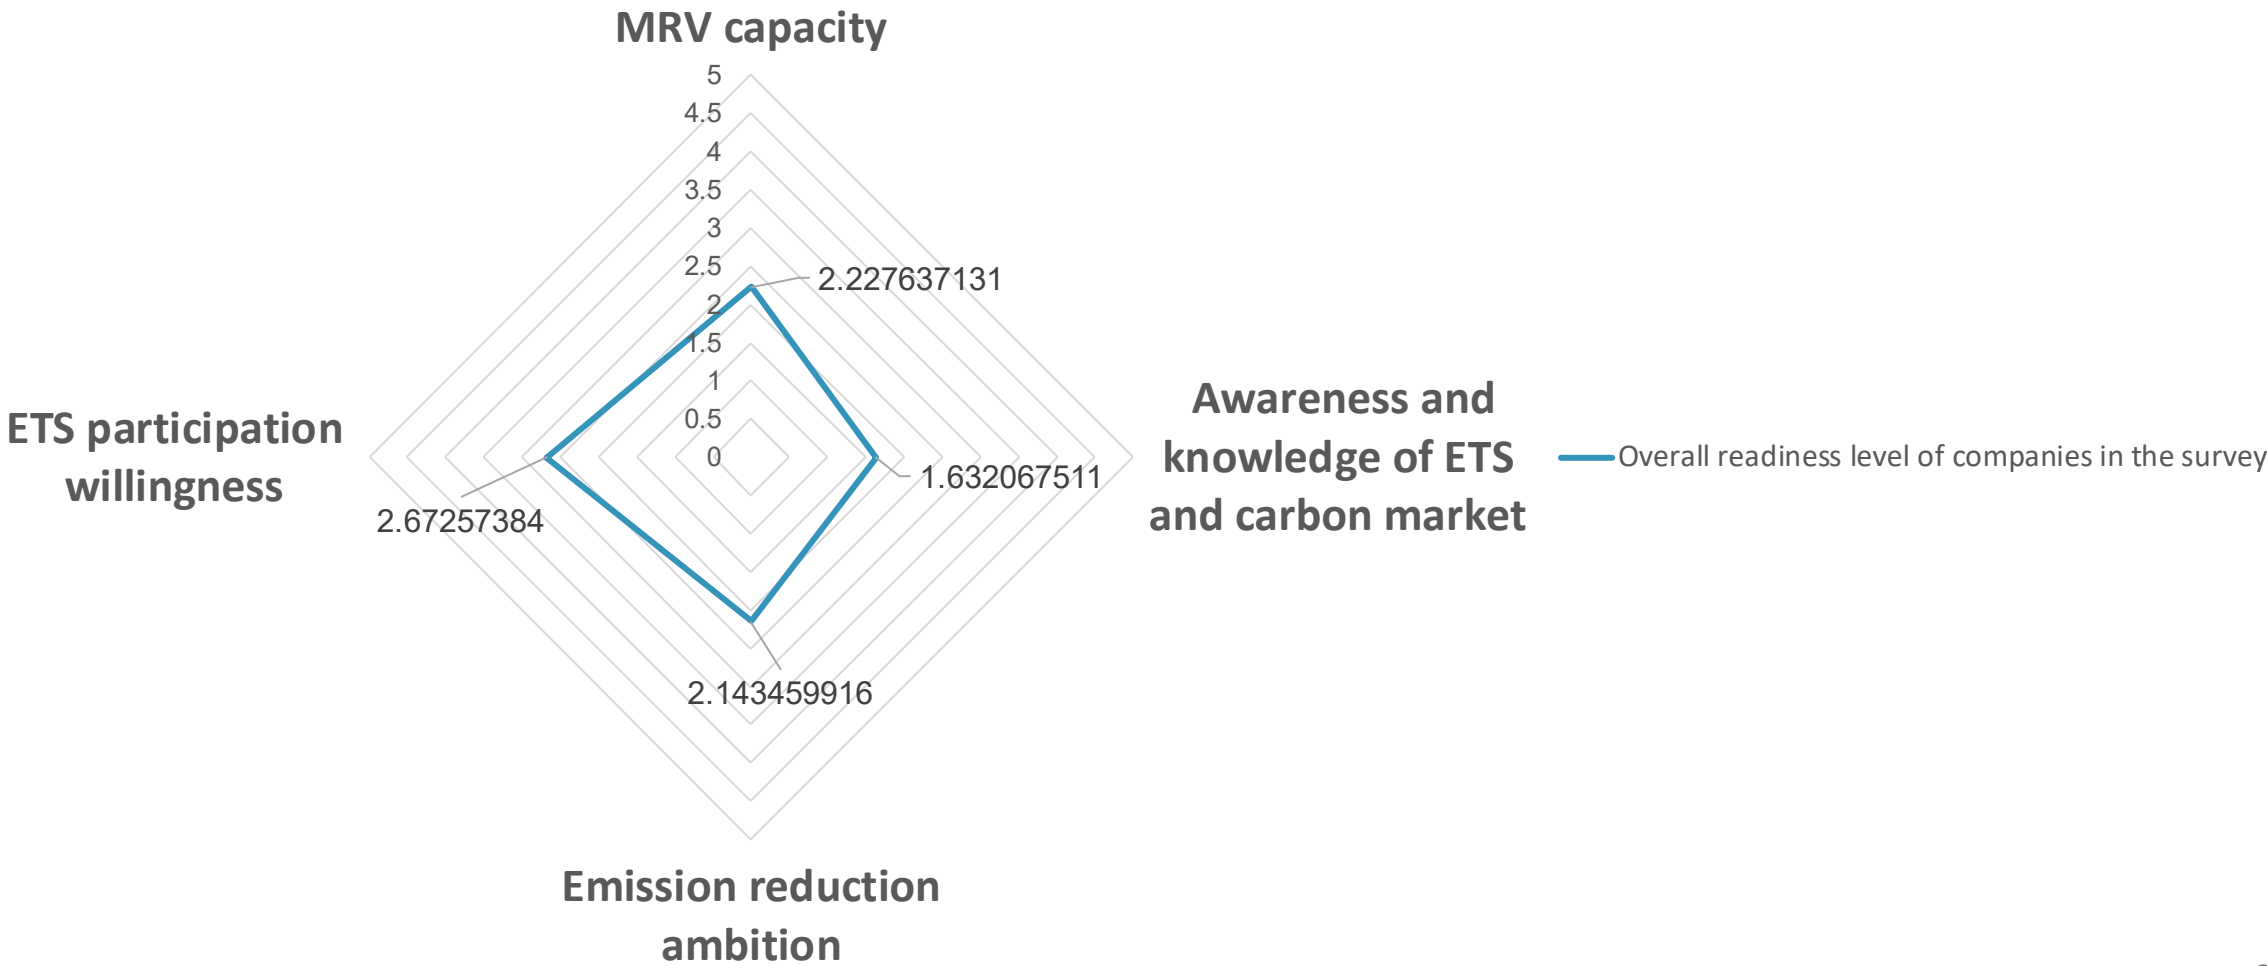 MRV capacity
5
4.5
4
3.5
3
2.5
2
1.5
1
0.5
0
2.227637131
1.632067511
2.143459916
2.67257384
Awareness and
knowledge of ETS
and carbon market
Emission reduction
ambition
ETS participation
willingness
Overall readiness level of companies in the survey